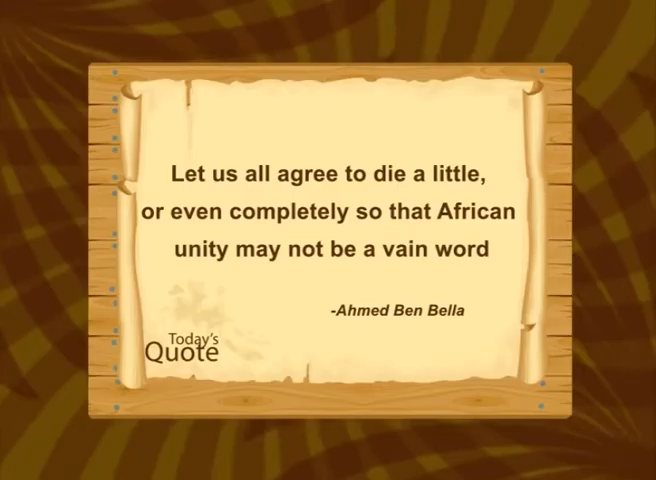 Let us all agree to die a little,
or even completely so that African
unity may not be a vain word
-Ahmed Ben Bella
Today's
Quote